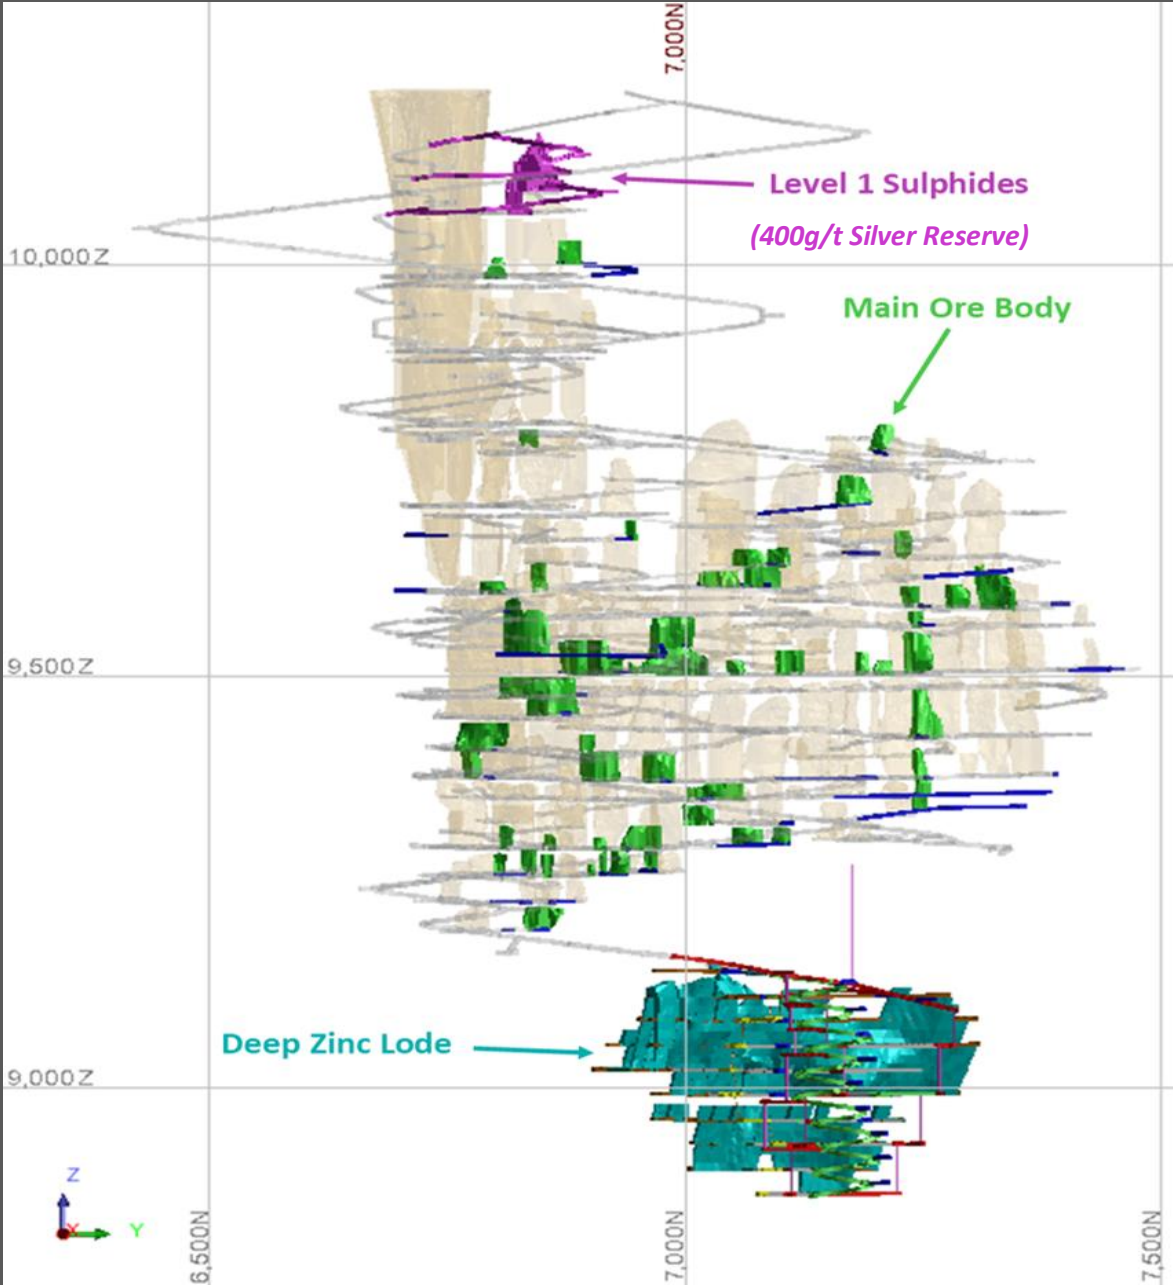 7,000N
Level 1 Sulphides
(400g/t Silver Reserve)
10,000Z
Main Ore Body
9,500Z
Deep Zinc Lode
9,000Z
Z
X
Y
6,500N
7,000N
7,500N